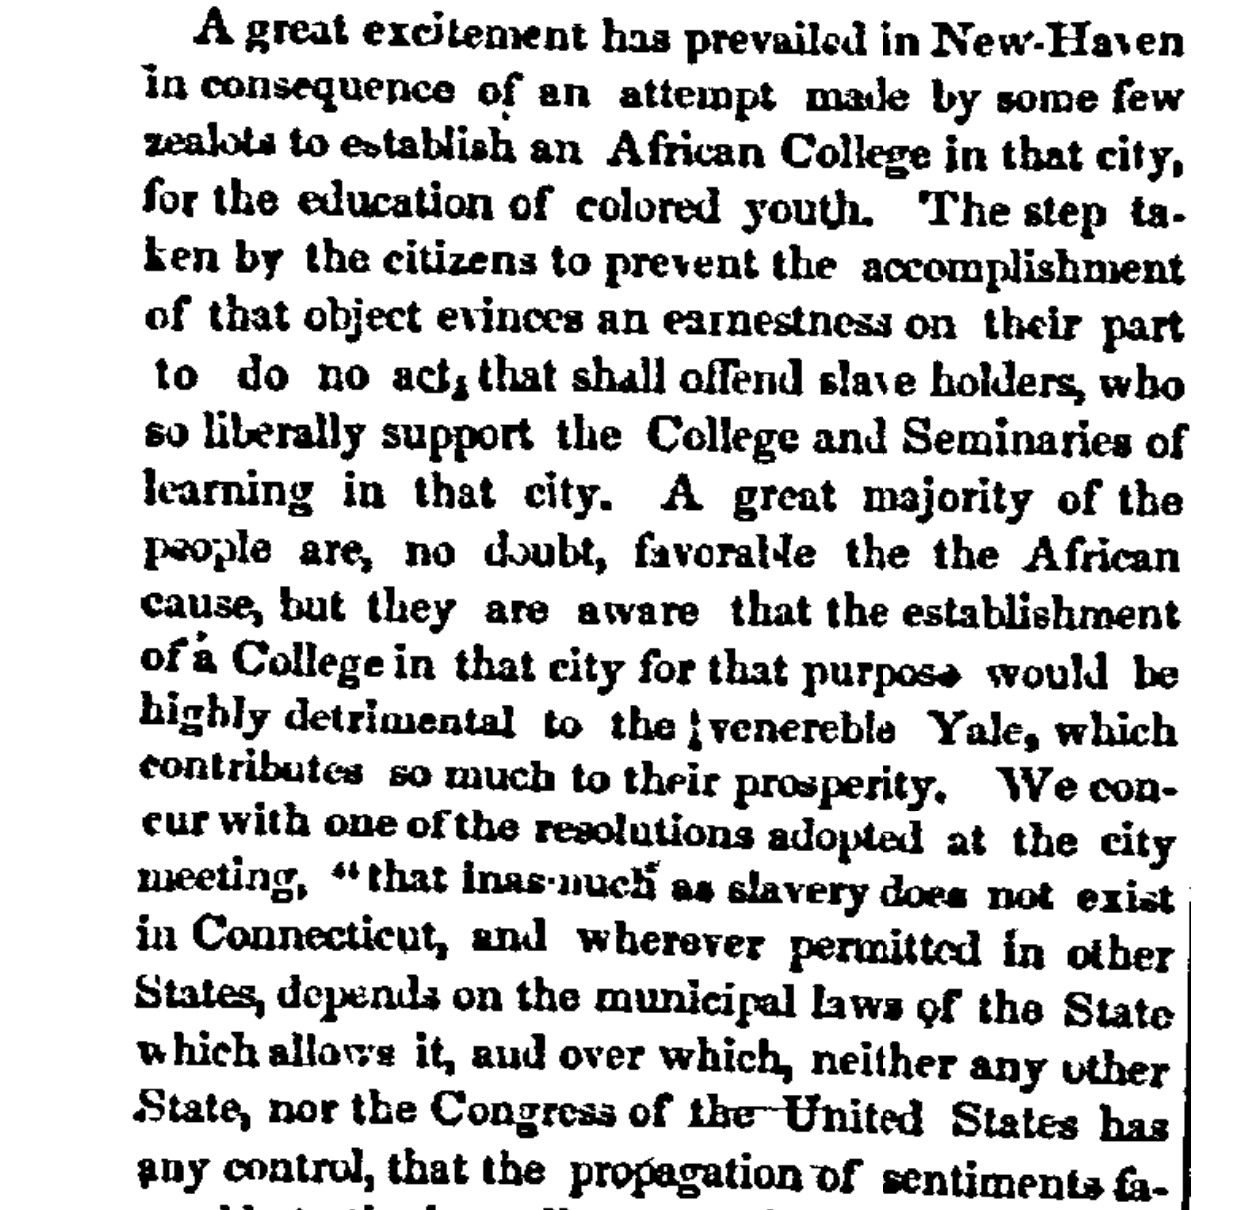 A great excitement has prevailed in New-Haven
in consequence of an attempt made by some few
zealots to establish an African College in that city,
for the education of colored youth. The step ta-
ken by the citizens to prevent the accomplishment
of that object evinces an earnestness on their part
to do no act, that shall offend slave holders, who
so liberally support the College and Seminaries of
learning in that city. A great majority of the
people are, no doubt, favorable the the African
cause, but they are aware that the establishment
of a College in that city for that purpose would be
highly detrimental to the venereble Yale, which
contributes so much to their prosperity. We con-
cur with one of the resolutions adopted at the city
meeting, "that inasmuch as slavery does not exist
in Connecticut, and wherever permitted in other
States, depends on the municipal laws of the State
which allows it, and over which, neither any other
State, nor the Congress of the United States has
any control, that the propagation of sentiments fa-